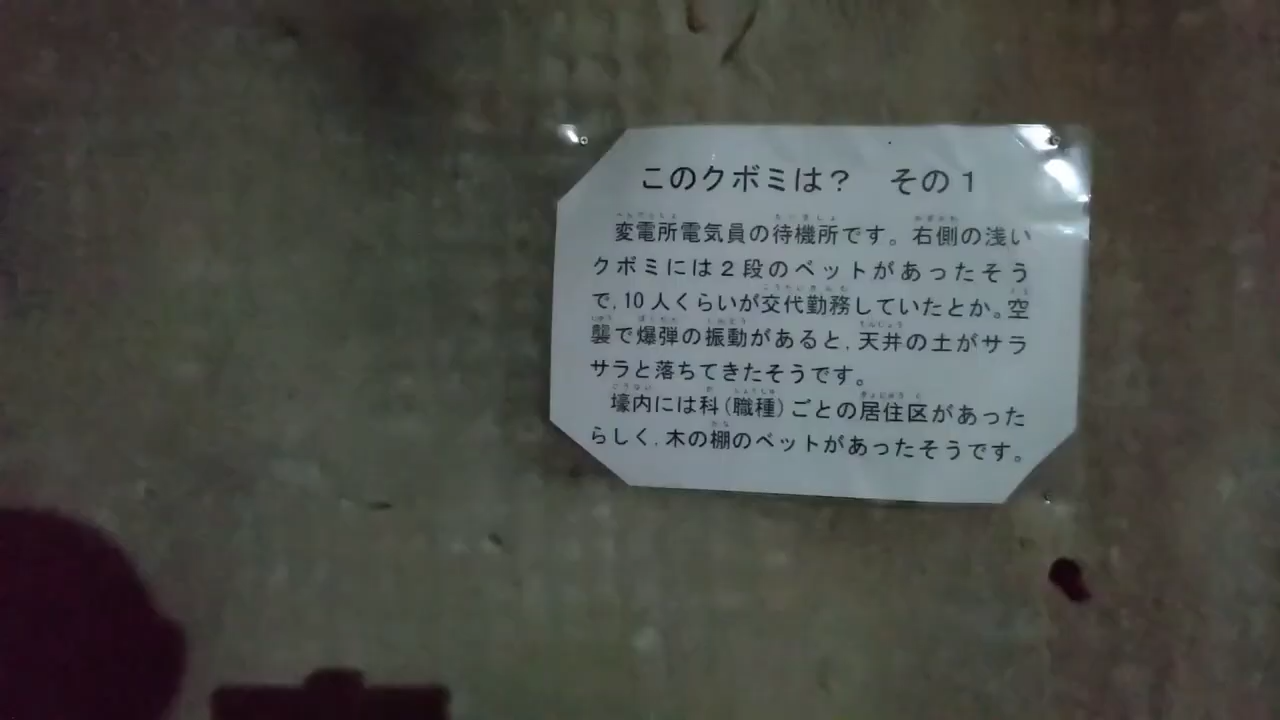 このクボミは？　その１
変電所電気員の待機所です。右側の浅い
クボミには２段のベットがあったそう
で，10人くらいが交代勤務していたとか。空
襲で爆弾の振動があると，天井の土がサラ
サラと落ちてきたそうです。
壕内には科(職種)ごとの居住区があった
らしく，木の棚のベットがあったそうです。